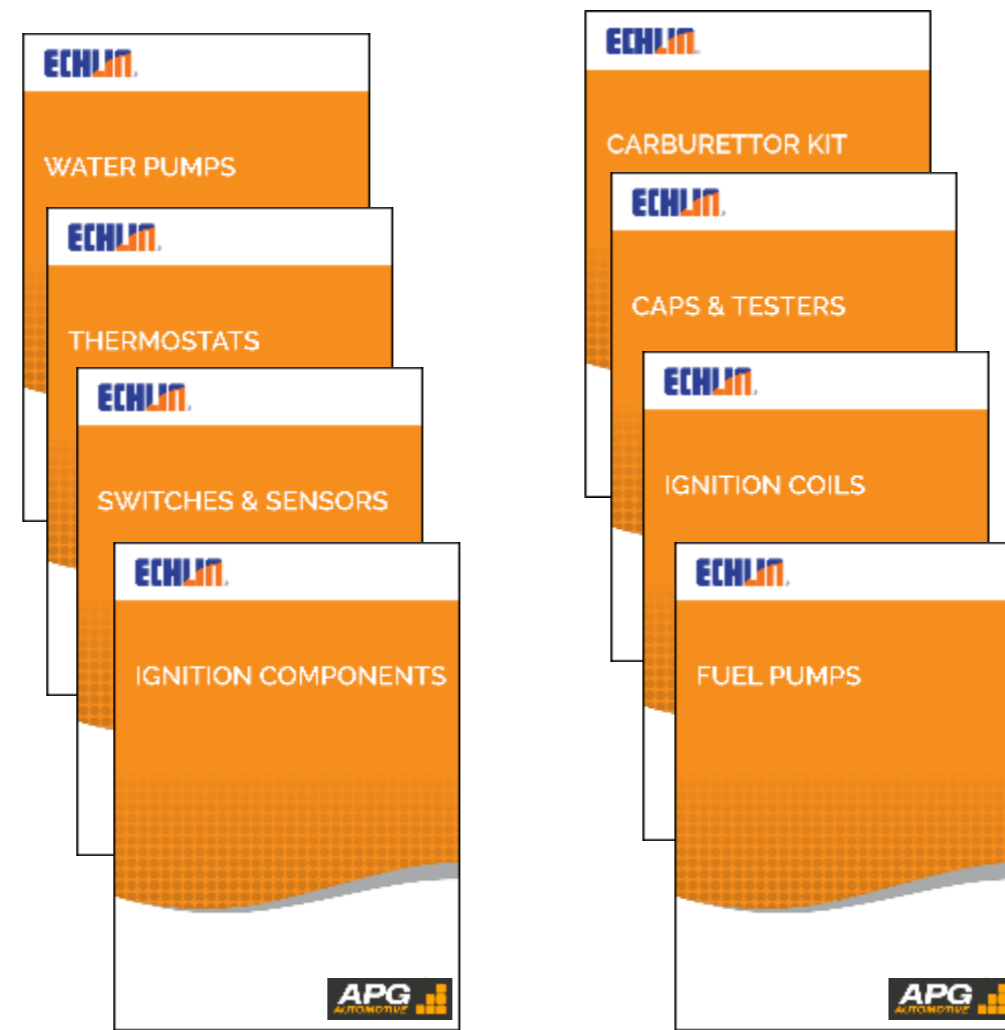 ECHLIN
WATER PUMPS
ECHLIN
THERMOSTATS
ECHLIN
SWITCHES & SENSORS
ECHLIN
IGNITION COMPONENTS
APG
AUTOMOTIVE
ECHLIN
CARBURETTOR KIT
ECHLIN
CAPS & TESTERS
ECHLIN
IGNITION COILS
ECHLIN
FUEL PUMPS
APG
AUTOMOTIVE